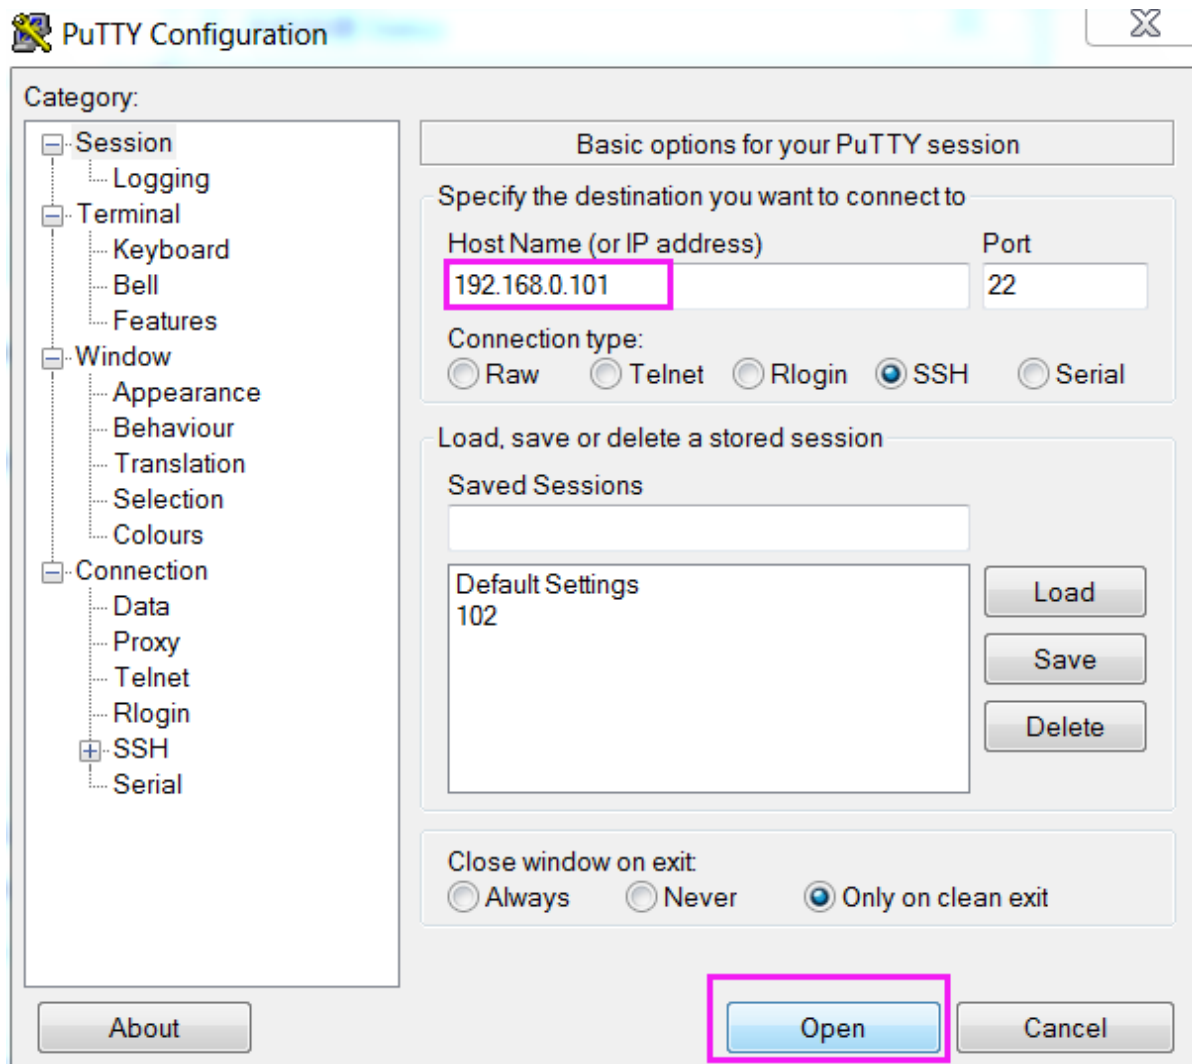 PuTTY Configuration
Category:
Session
Logging
Terminal
Keyboard
Bell
Features
Window
Appearance
Behaviour
Translation
Selection
Colours
Connection
Data
Proxy
Telnet
Rlogin
SSH
Serial
About
Basic options for your PuTTY session
Specify the destination you want to connect to
Host Name (or IP address) Port
192.168.0.101 22
Connection type:
Raw Telnet Rlogin SSH Serial
Load, save or delete a stored session
Saved Sessions
Default Settings
102
Load
Save
Delete
Close window on exit:
Always Never Only on clean exit
Open Cancel